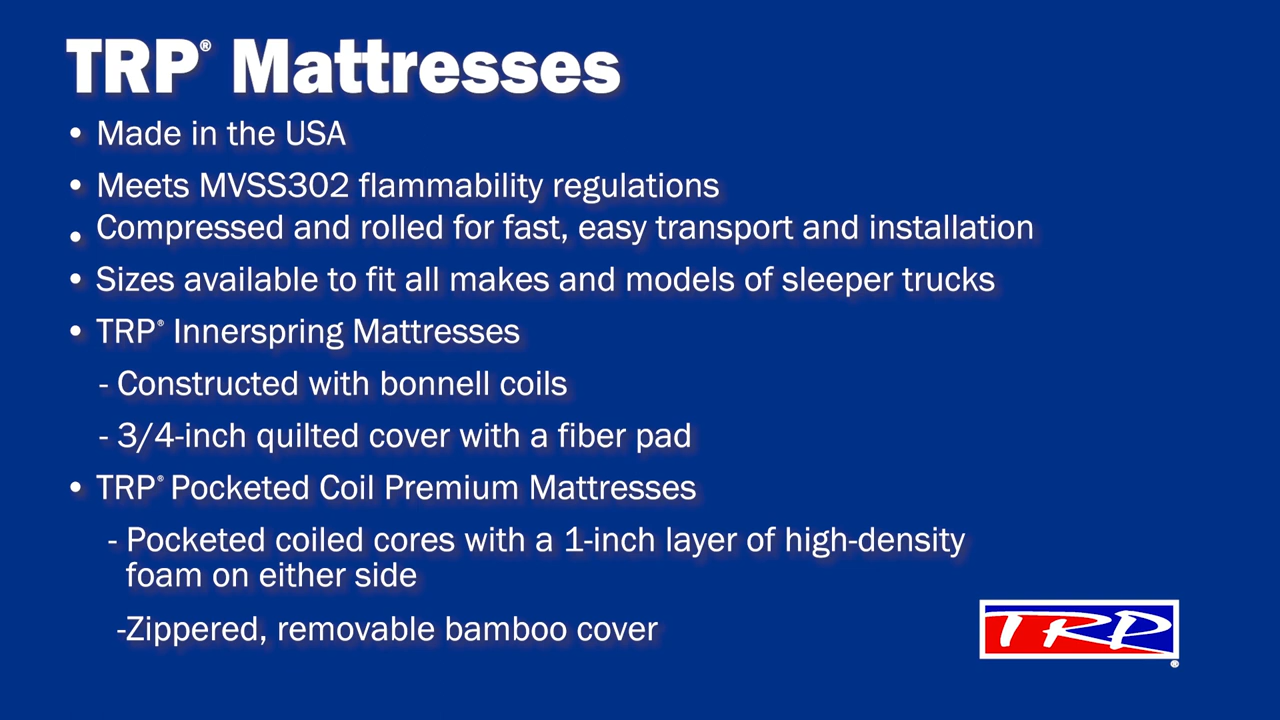 TRP® Mattresses
• Made in the USA
• Meets MVSS302 flammability regulations
• Compressed and rolled for fast, easy transport and installation
• Sizes available to fit all makes and models of sleeper trucks
• TRP® Innerspring Mattresses
- Constructed with bonnell coils
- 3/4-inch quilted cover with a fiber pad
• TRP® Pocketed Coil Premium Mattresses
- Pocketed coiled cores with a 1-inch layer of high-density
foam on either side
-Zippered, removable bamboo cover
TRP®